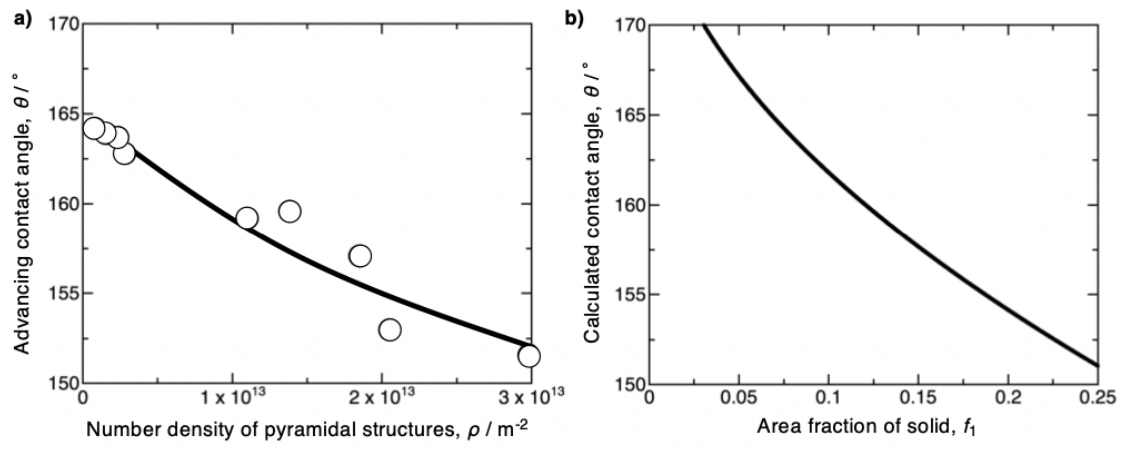 a)
170
165
160
155
150
Advancing contact angle, θ / °
0
1 x 10¹³
2 x 10¹³
3 x 10¹³
Number density of pyramidal structures, ρ / m⁻²
b)
170
165
160
155
150
Calculated contact angle, θ / °
0
0.05
0.1
0.15
0.2
0.25
Area fraction of solid, f₁